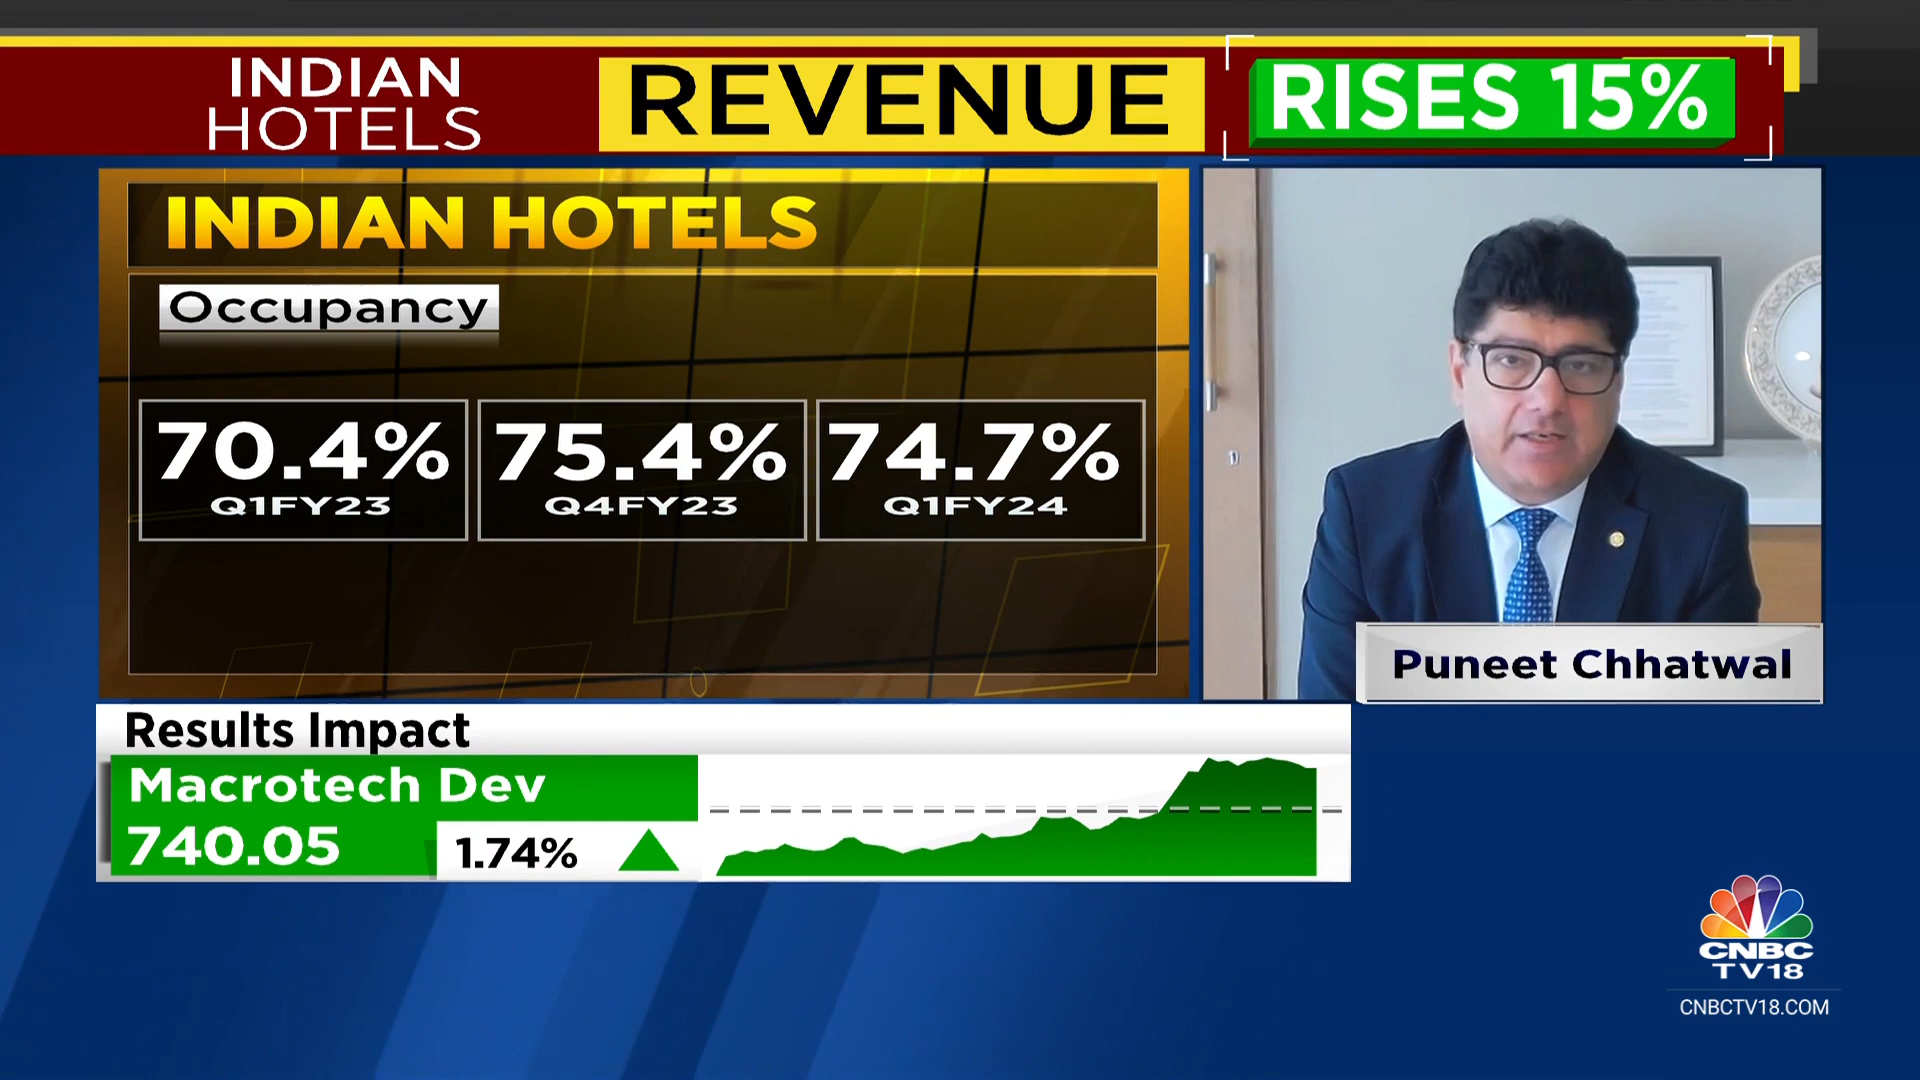 INDIAN
HOTELS
REVENUE
RISES 15%
INDIAN HOTELS
Occupancy
70.4%
Q1FY23
75.4%
Q4FY23
74.7%
Q1FY24
Puneet Chhatwal
Results Impact
Macrotech Dev
740.05
1.74%
CNBC
TV18
CNBCTV18.COM